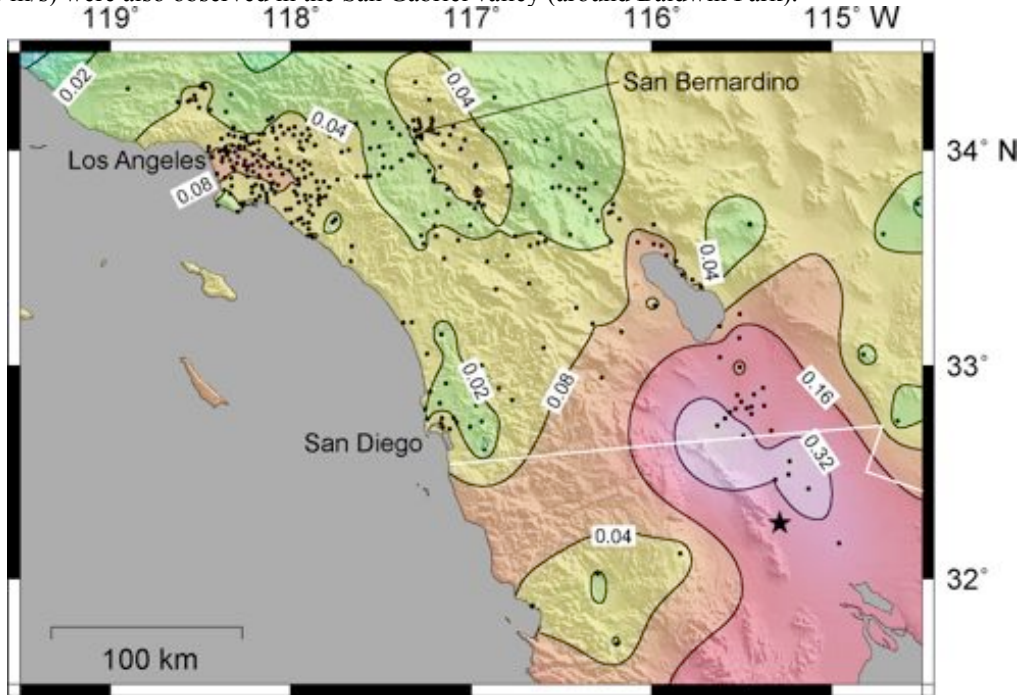 m/s) were also observed in the San Gabriel valley (around Baldwin Park).
119° 118° 117° 116° 115° W
0.02
0.04
San Bernardino
0.04
34° N
Los Angeles
0.08
0.04
33°
0.02
0.08
0.16
San Diego
0.32
0.04
32°
100 km